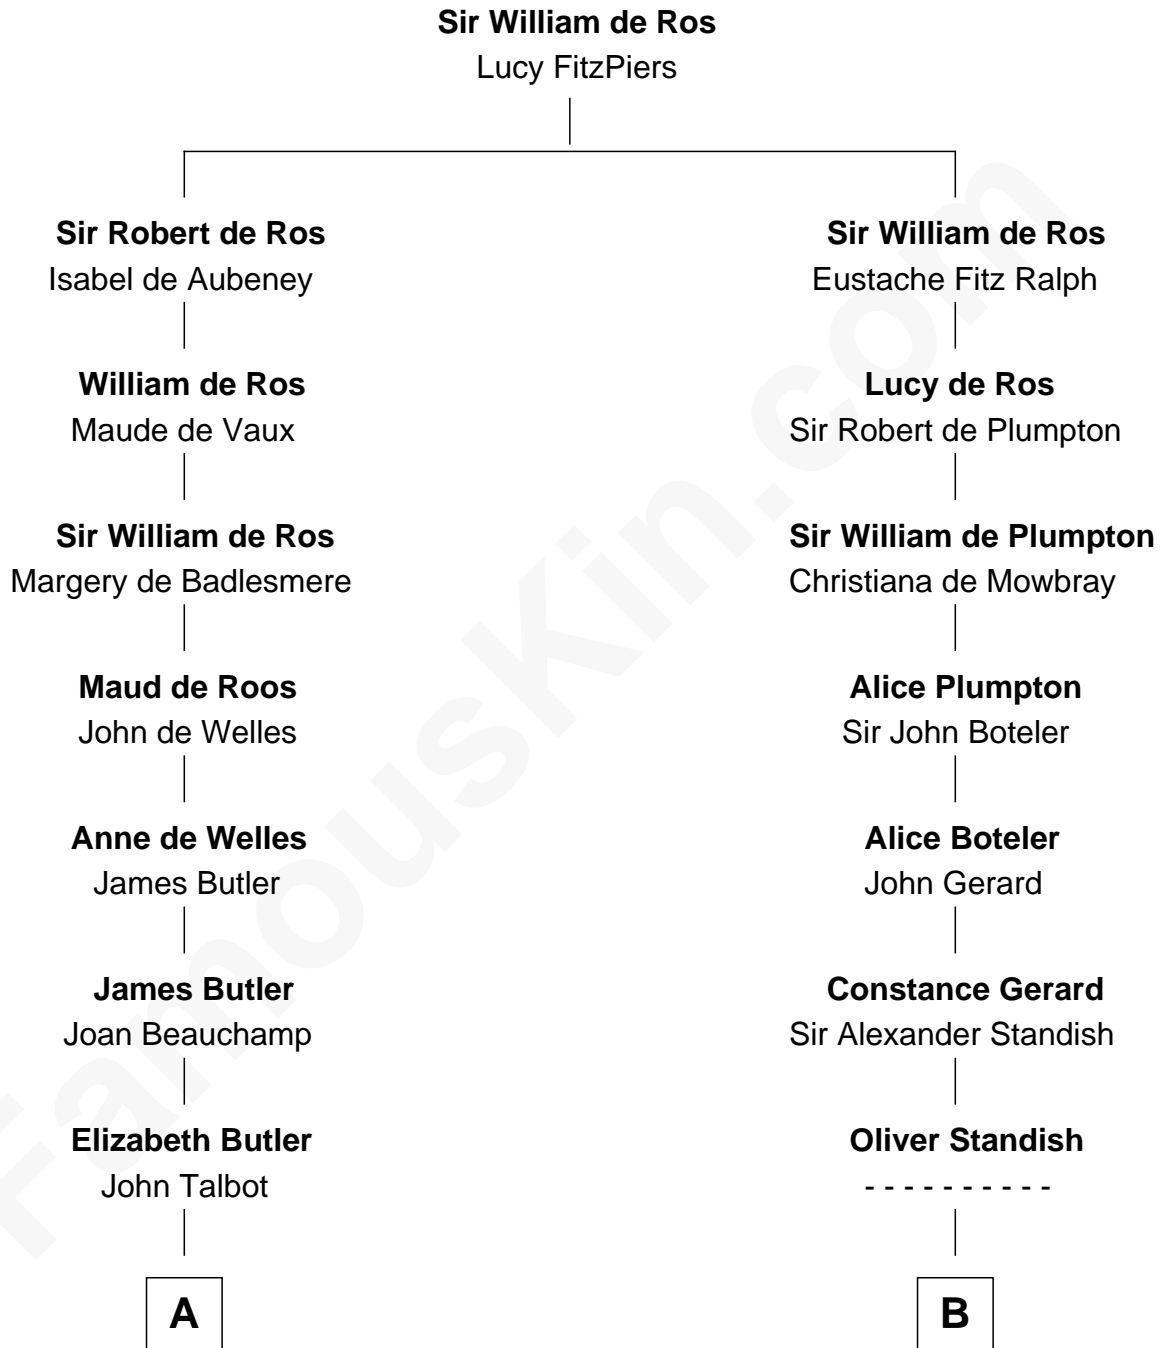 Sir William de Ros
Lucy FitzPiers
Sir Robert de Ros
Isabel de Aubeney
Sir William de Ros
Eustache Fitz Ralph
William de Ros
Maude de Vaux
Lucy de Ros
Sir Robert de Plumpton
Sir William de Ros
Margery de Badlesmere
Sir William de Plumpton
Christiana de Mowbray
Maud de Roos
John de Welles
Alice Plumpton
Sir John Boteler
Anne de Welles
James Butler
Alice Boteler
John Gerard
James Butler
Joan Beauchamp
Constance Gerard
Sir Alexander Standish
Elizabeth Butler
John Talbot
Oliver Standish
- - - - - - - - - -
A
B
FamousKin.com